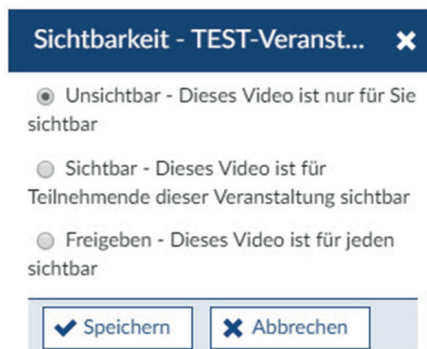 Sichtbarkeit - TEST-Veranst...
Unsichtbar - Dieses Video ist nur für Sie
sichtbar
Sichtbar - Dieses Video ist für
Teilnehmende dieser Veranstaltung sichtbar
Freigeben - Dieses Video ist für jeden
sichtbar
Speichern Abbrechen